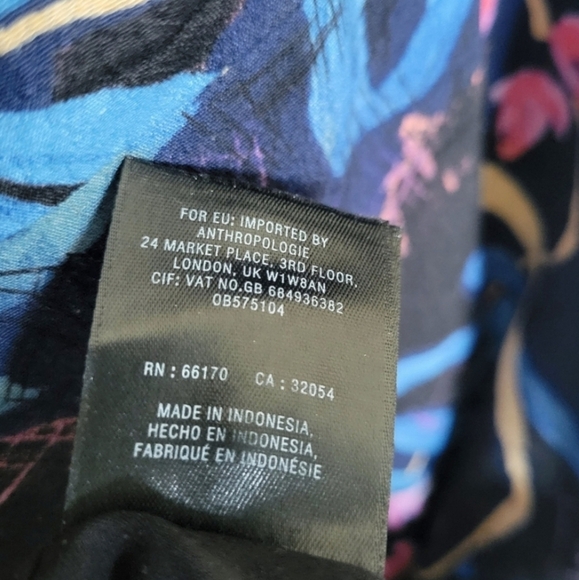 FOR EU: IMPORTED BY
ANTHROPOLOGIE
24 MARKET PLACE, 3RD FLOOR,
LONDON, UK W1W8AN
CIF: VAT NO.GB 684936382
OB575104
RN : 66170 CA : 32054
MADE IN INDONESIA,
HECHO EN INDONESIA,
FABRIQUÉ EN INDONÉSIE